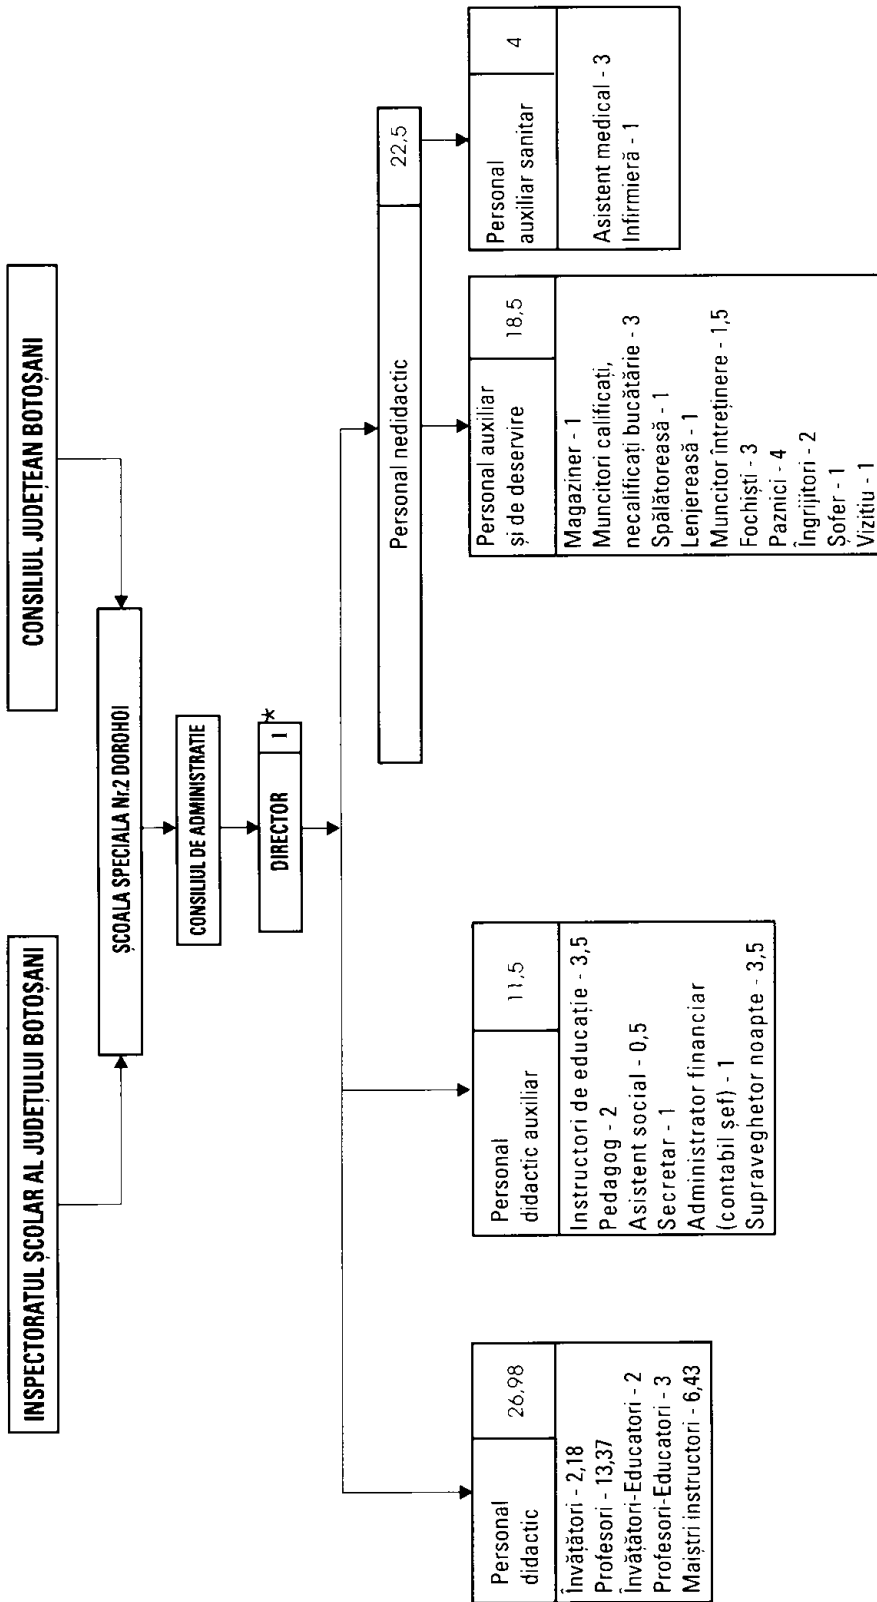 INSPECTORATUL ȘCOLAR AL JUDEȚULUI BOTOȘANI
CONSILIUL JUDEȚEAN BOTOȘANI
ȘCOALA SPECIALA Nr.2 DOROHOI
CONSILIUL DE ADMINISTRATIE
DIRECTOR 1 *
Personal didactic 26,98
Învățători - 2,18
Profesori - 13,37
Învățători-Educatori - 2
Profesori-Educatori - 3
Maiștri instructori - 6,43
Personal
didactic auxiliar 11,5
Instructori de educație - 3,5
Pedagog - 2
Asistent social - 0,5
Secretar - 1
Administrator financiar
(contabil șef) - 1
Supraveghetor noapte - 3,5
Personal nedidactic 22,5
Personal auxiliar
și de deservire 18,5
Magaziner - 1
Muncitori calificați,
necalificați bucătărie - 3
Spălătoreasă - 1
Lenjereasă - 1
Muncitor întreținere - 1,5
Fochiști - 3
Paznici - 4
Îngrijitori - 2
Șofer - 1
Vizitiu - 1
Personal
auxiliar sanitar 4
Asistent medical - 3
Infirmieră - 1